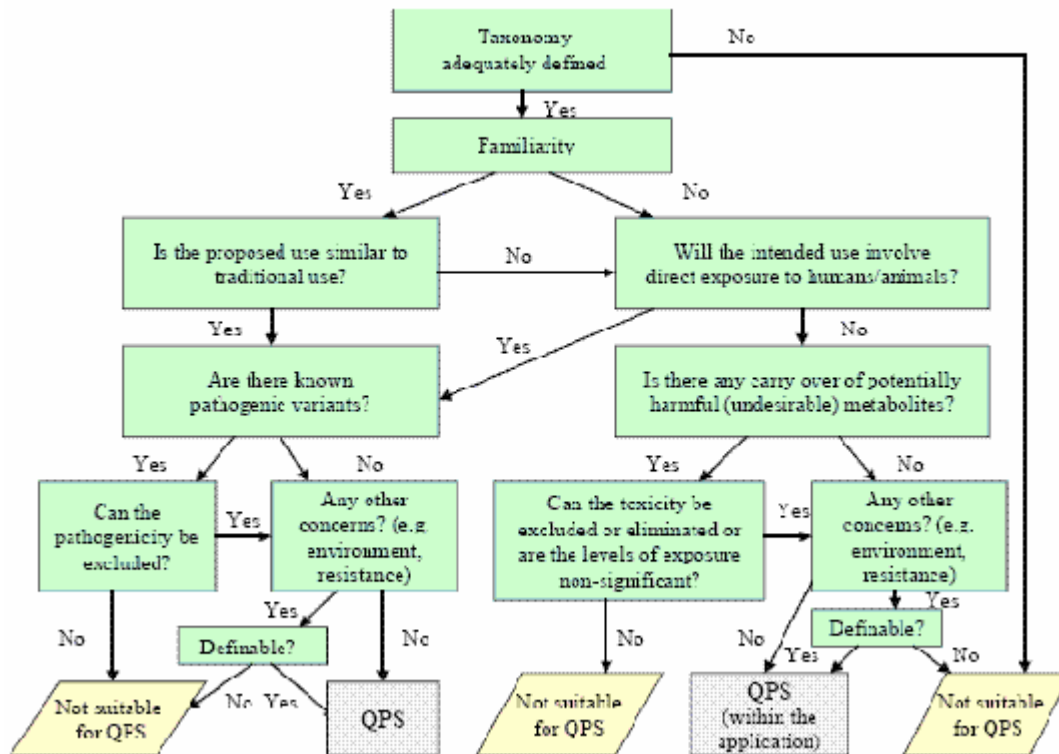 Taxonomy
adequately defined
No
Yes
Familiarity
Yes
No
Is the proposed use similar to
traditional use?
No
Will the intended use involve
direct exposure to humans/animals?
Yes
Yes
No
Are there known
pathogenic variants?
Is there any carry over of potentially
harmful (undesirable) metabolites?
Yes
No
Yes
No
Can the
pathogenicity be
excluded?
Yes
Any other
concerns? (e.g.
environment,
resistance)
Can the toxicity be
excluded or eliminated or
are the levels of exposure
non-significant?
Yes
Any other
concerns? (e.g.
environment,
resistance)
No
Yes
Definable?
No
No
No
Yes
Definable?
Yes
No
Not suitable
for QPS
No
Yes
QPS
Not suitable
for QPS
QPS
(within the
application)
Not suitable
for QPS